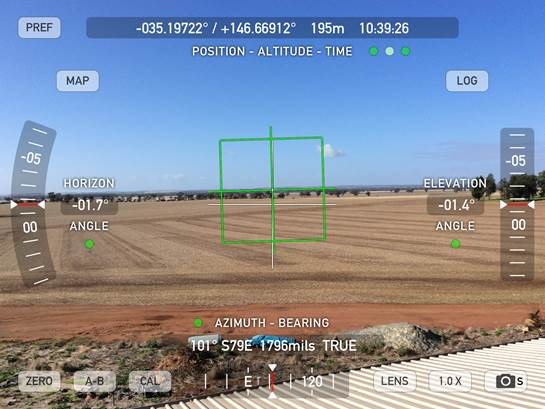 PREF
-035.19722° / +146.66912° 195m 10:39:26
POSITION - ALTITUDE - TIME
MAP
LOG
-05
00
HORIZON
-01.7°
ANGLE
ELEVATION
-01.4°
ANGLE
-05
00
AZIMUTH - BEARING
101° S79E 1796mils TRUE
ZERO
A-B
CAL
E
120
LENS
1.0 X
S